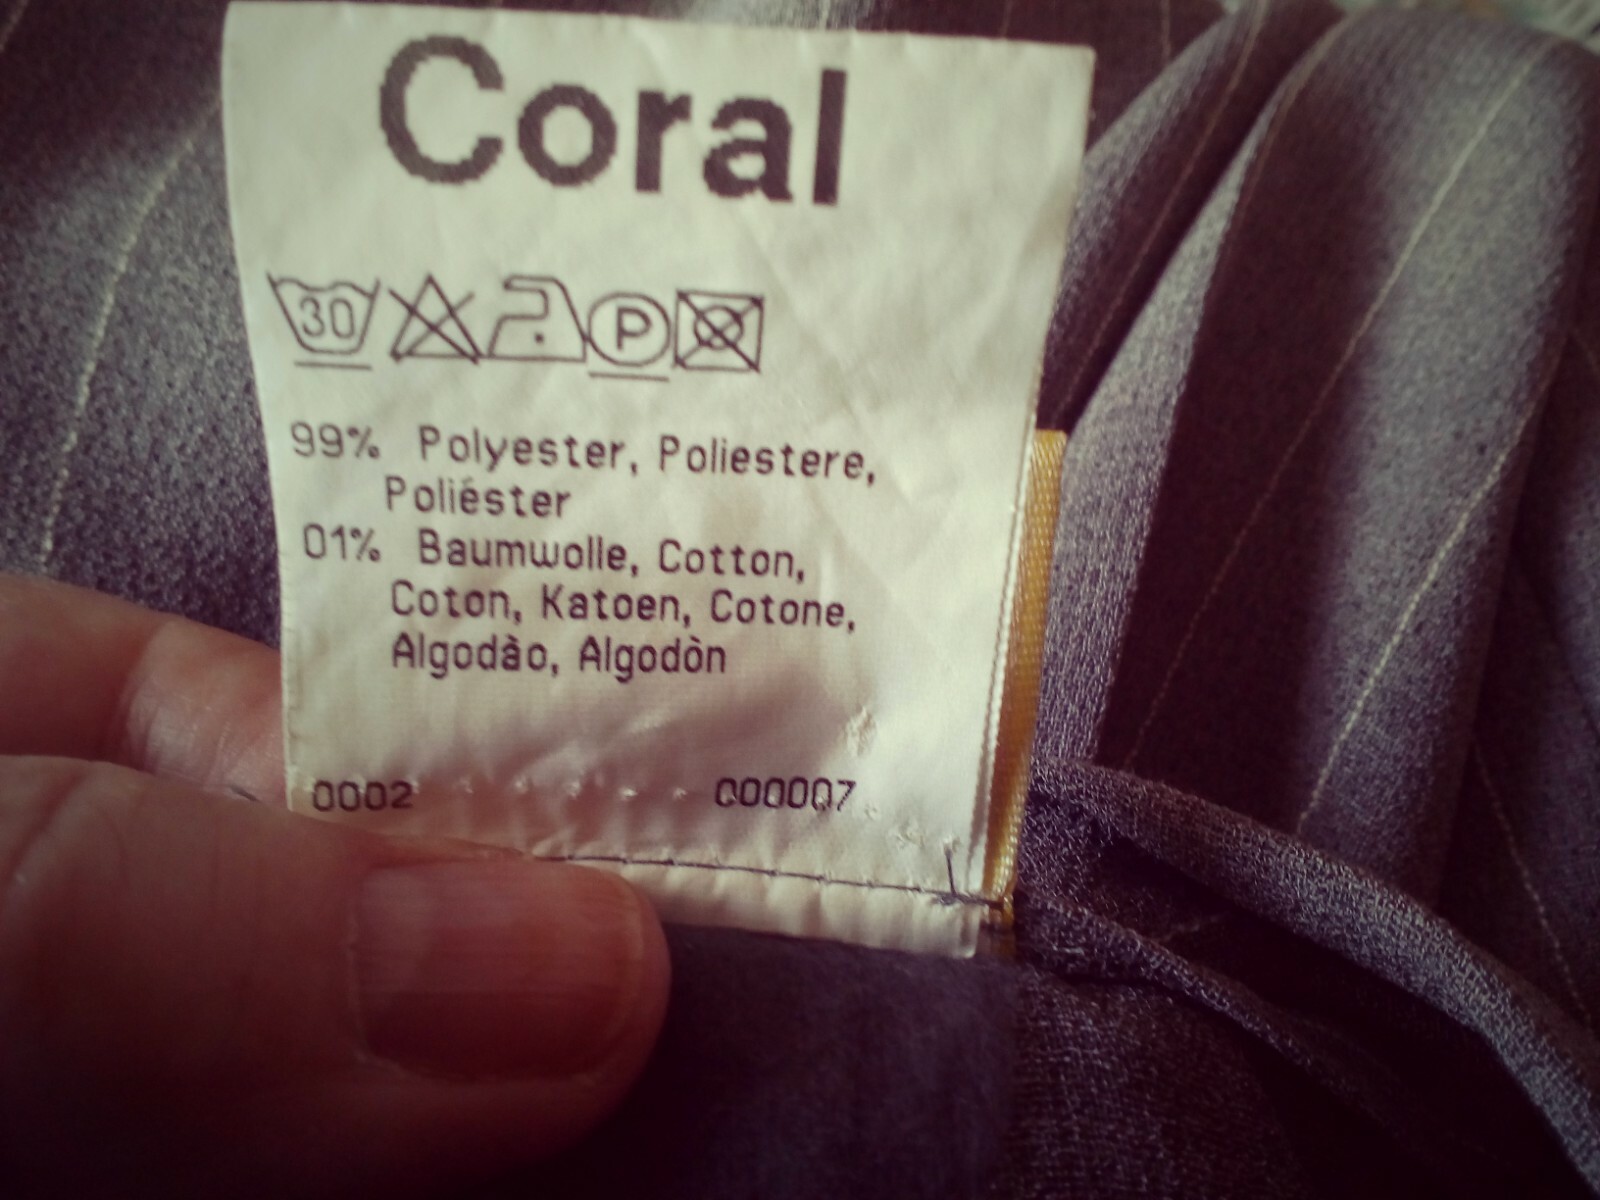 Coral
30 P
99% Polyester, Poliestere,
Poliéster
01% Baumwolle, Cotton,
Coton, Katoen, Cotone,
Algodào, Algodòn
0002 000007